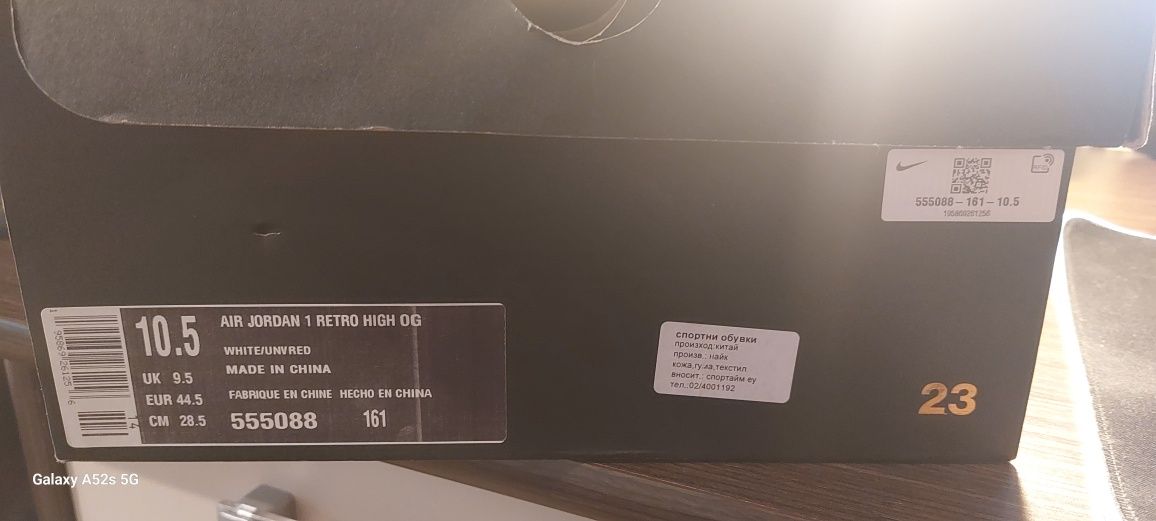 555088-161-10.5
10.5
AIR JORDAN 1 RETRO HIGH OG
WHITE/UNVRED
MADE IN CHINA
UK 9.5
EUR 44.5
FABRIQUE EN CHINE HECHO EN CHINA
CM 28.5
555088 161
14
спортни обувки
произход:китай
произв.: найк
кожа,гума,текстил
вносит.: спортайм еу
тел.:02/4001192
23
Galaxy A52s 5G